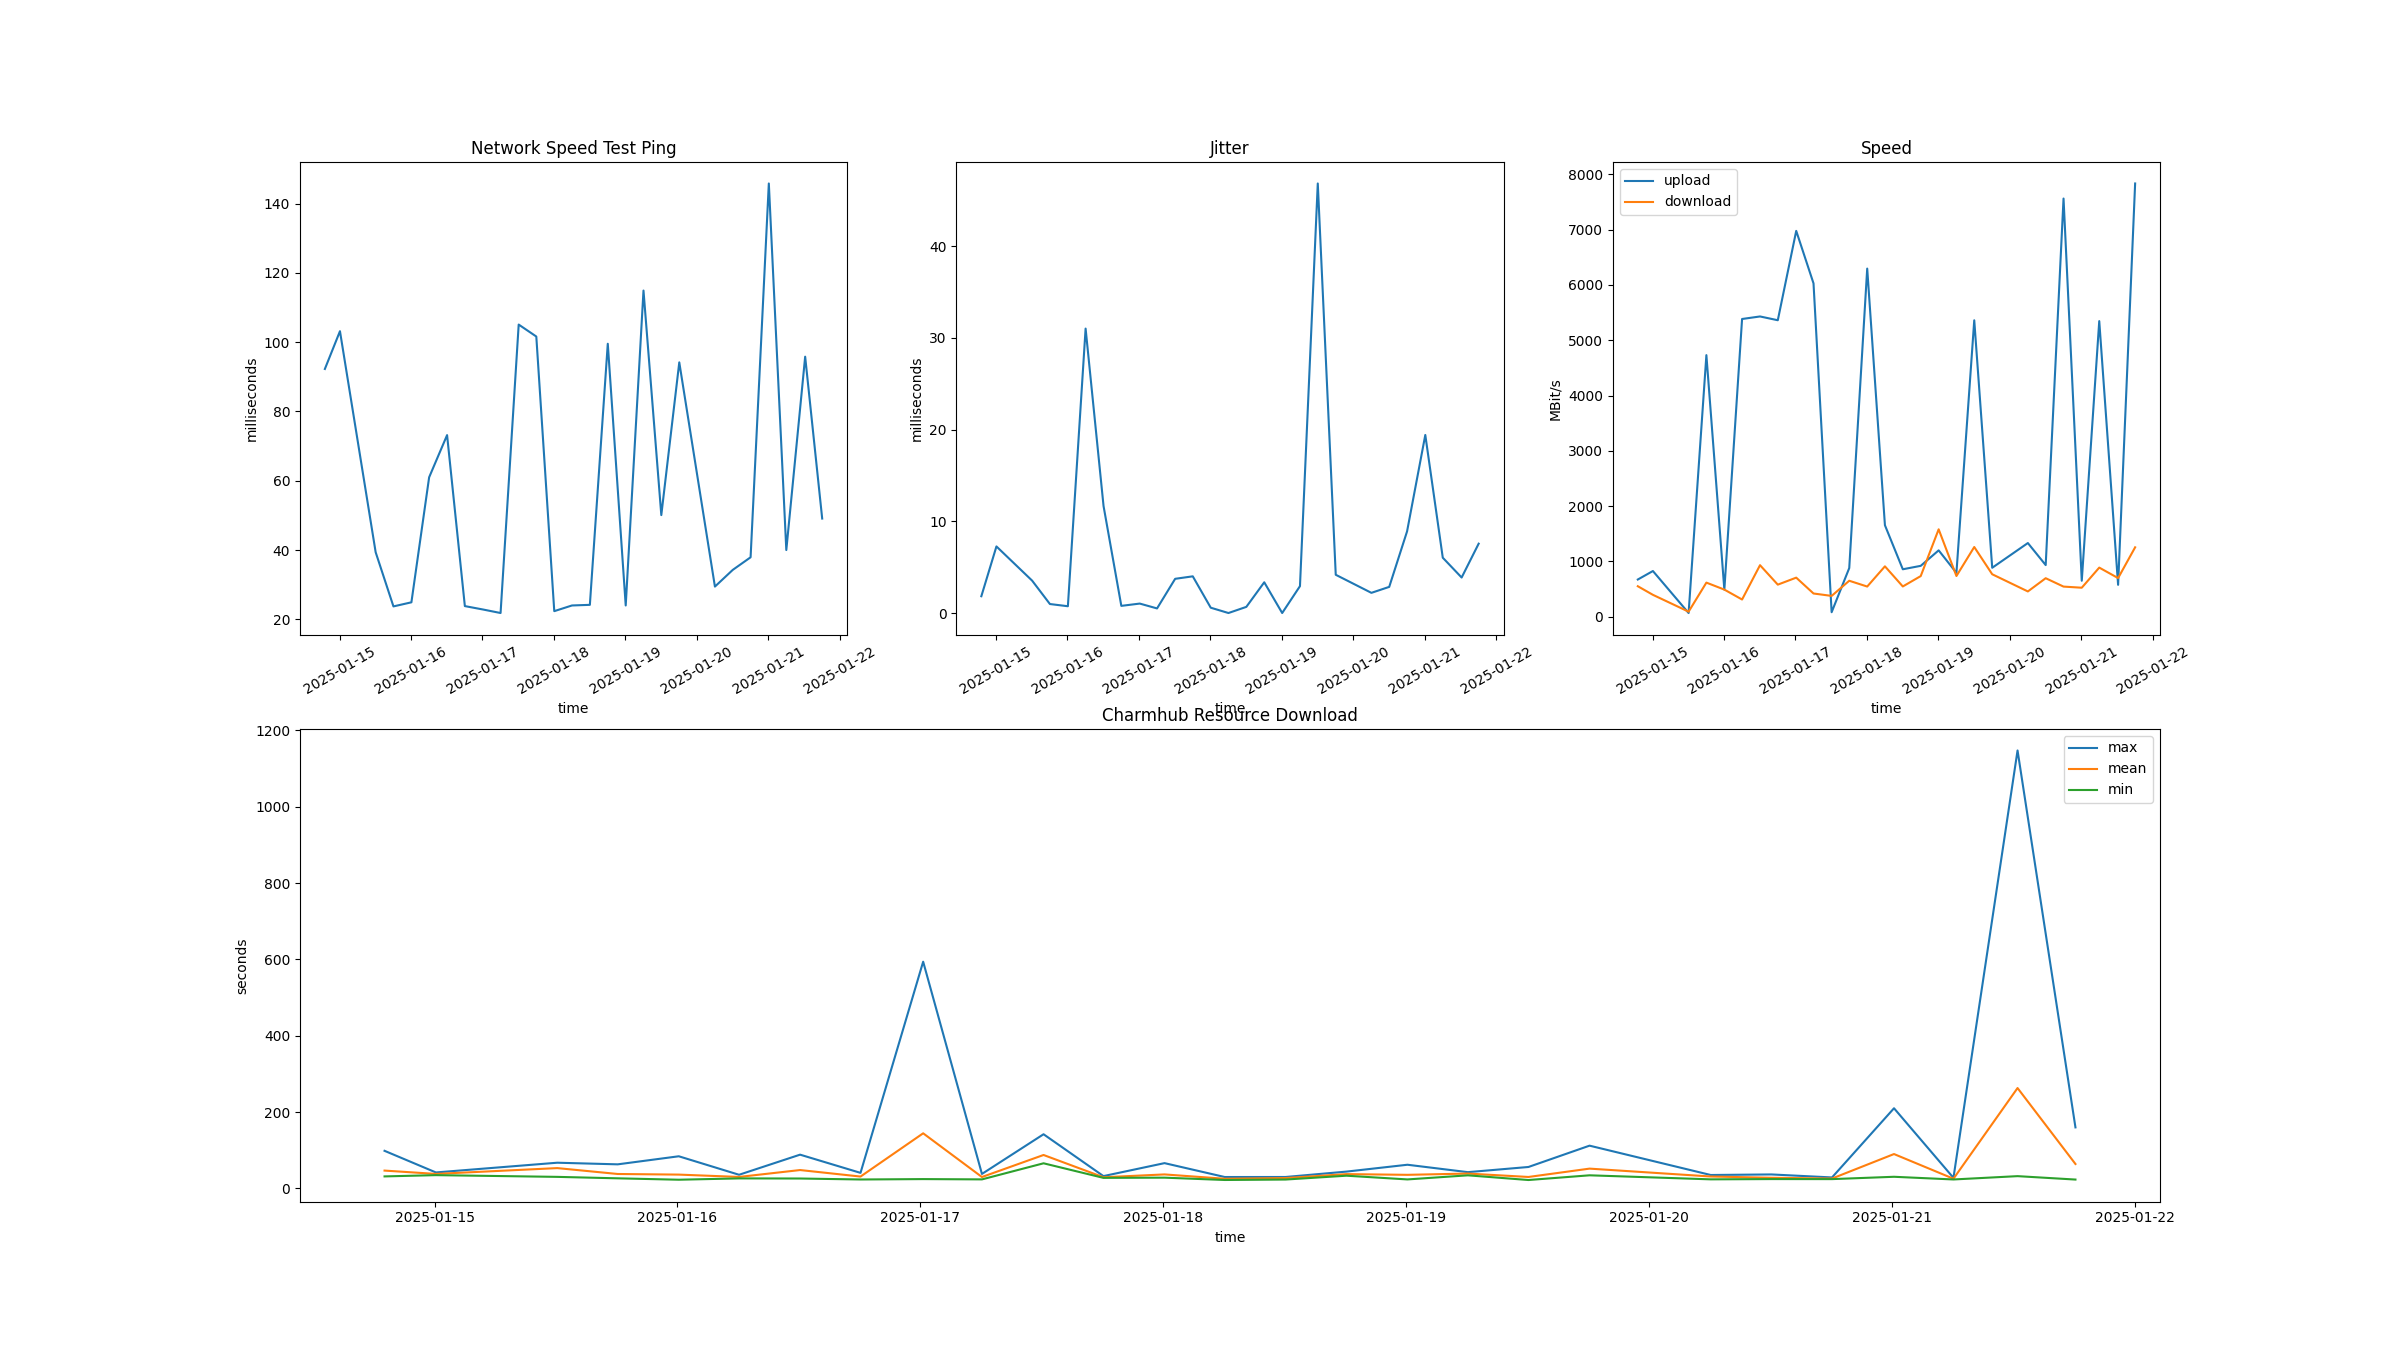 Network Speed Test Ping
milliseconds
140
120
100
80
60
40
20
2025-01-15 2025-01-16 2025-01-17 2025-01-18 2025-01-19 2025-01-20 2025-01-21 2025-01-22
time
Jitter
milliseconds
40
30
20
10
0
2025-01-15 2025-01-16 2025-01-17 2025-01-18 2025-01-19 2025-01-20 2025-01-21 2025-01-22
time
Speed
upload
download
MBit/s
8000
7000
6000
5000
4000
3000
2000
1000
0
2025-01-15 2025-01-16 2025-01-17 2025-01-18 2025-01-19 2025-01-20 2025-01-21 2025-01-22
time
Charmhub Resource Download
max
mean
min
seconds
1200
1000
800
600
400
200
0
2025-01-15 2025-01-16 2025-01-17 2025-01-18 2025-01-19 2025-01-20 2025-01-21 2025-01-22
time